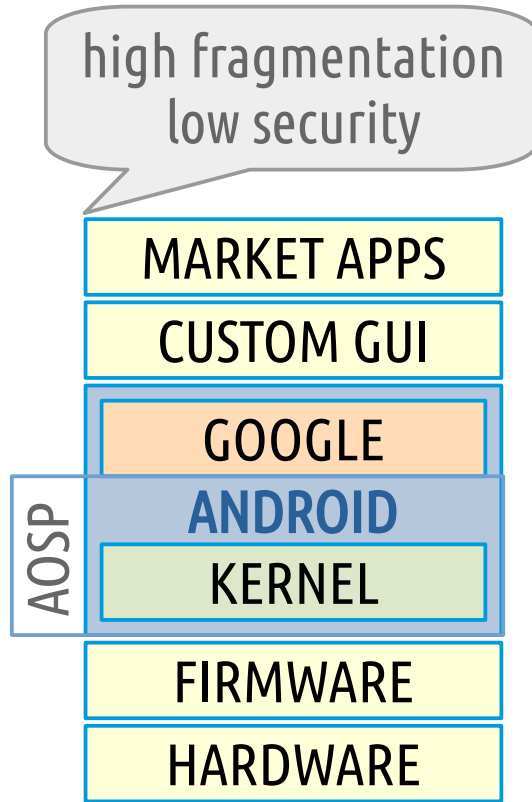 high fragmentation
low security
MARKET APPS
CUSTOM GUI
GOOGLE
ANDROID
AOSP
KERNEL
FIRMWARE
HARDWARE